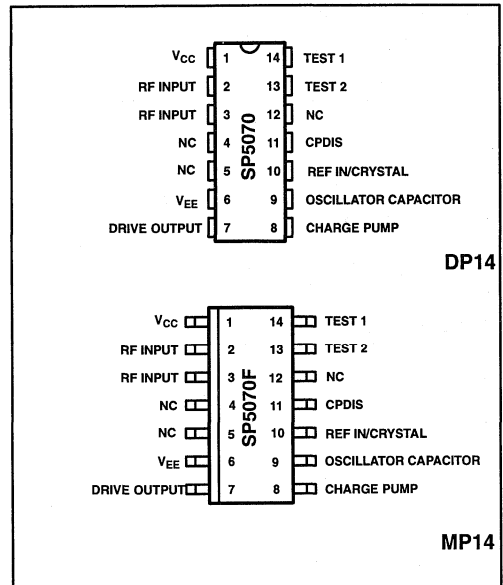 VCC 1 14 TEST 1
RF INPUT 2 13 TEST 2
RF INPUT 3 12 NC
NC 4 11 CPDIS
NC 5 10 REF IN/CRYSTAL
VEE 6 9 OSCILLATOR CAPACITOR
DRIVE OUTPUT 7 8 CHARGE PUMP
SP5070
DP14
VCC 1 14 TEST 1
RF INPUT 2 13 TEST 2
RF INPUT 3 12 NC
NC 4 11 CPDIS
NC 5 10 REF IN/CRYSTAL
VEE 6 9 OSCILLATOR CAPACITOR
DRIVE OUTPUT 7 8 CHARGE PUMP
SP5070F
MP14